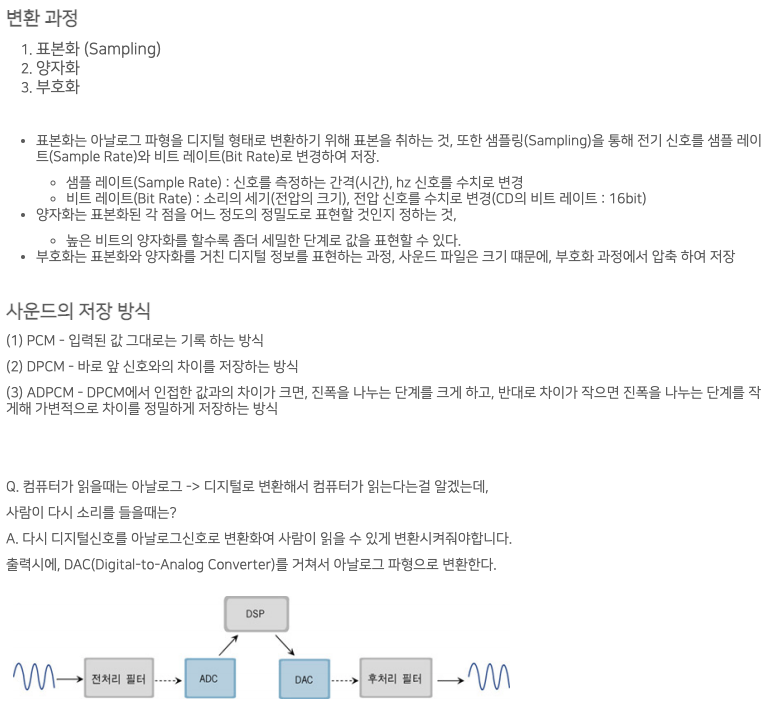 변환 과정
1. 표본화 (Sampling)
2. 양자화
3. 부호화
• 표본화는 아날로그 파형을 디지털 형태로 변환하기 위해 표본을 취하는 것, 또한 샘플링(Sampling)을 통해 전기 신호를 샘플 레이
트(Sample Rate)와 비트 레이트(Bit Rate)로 변경하여 저장.
◦ 샘플 레이트(Sample Rate) : 신호를 측정하는 간격(시간), hz 신호를 수치로 변경
◦ 비트 레이트(Bit Rate) : 소리의 세기(전압의 크기), 전압 신호를 수치로 변경(CD의 비트 레이트 : 16bit)
• 양자화는 표본화된 각 점을 어느 정도의 정밀도로 표현할 것인지 정하는 것,
◦ 높은 비트의 양자화를 할수록 좀더 세밀한 단계로 값을 표현할 수 있다.
• 부호화는 표본화와 양자화를 거친 디지털 정보를 표현하는 과정, 사운드 파일은 크기 떄문에, 부호화 과정에서 압축 하여 저장
사운드의 저장 방식
(1) PCM - 입력된 값 그대로는 기록 하는 방식
(2) DPCM - 바로 앞 신호와의 차이를 저장하는 방식
(3) ADPCM - DPCM에서 인접한 값과의 차이가 크면, 진폭을 나누는 단계를 크게 하고, 반대로 차이가 작으면 진폭을 나누는 단계를 작
게해 가변적으로 차이를 정밀하게 저장하는 방식
Q. 컴퓨터가 읽을때는 아날로그 -> 디지털로 변환해서 컴퓨터가 읽는다는걸 알겠는데,
사람이 다시 소리를 들을때는?
A. 다시 디지털신호를 아날로그신호로 변환화여 사람이 읽을 수 있게 변환시켜줘야합니다.
출력시에, DAC(Digital-to-Analog Converter)를 거쳐서 아날로그 파형으로 변환한다.
DSP
전처리 필터
ADC
DAC
후처리 필터